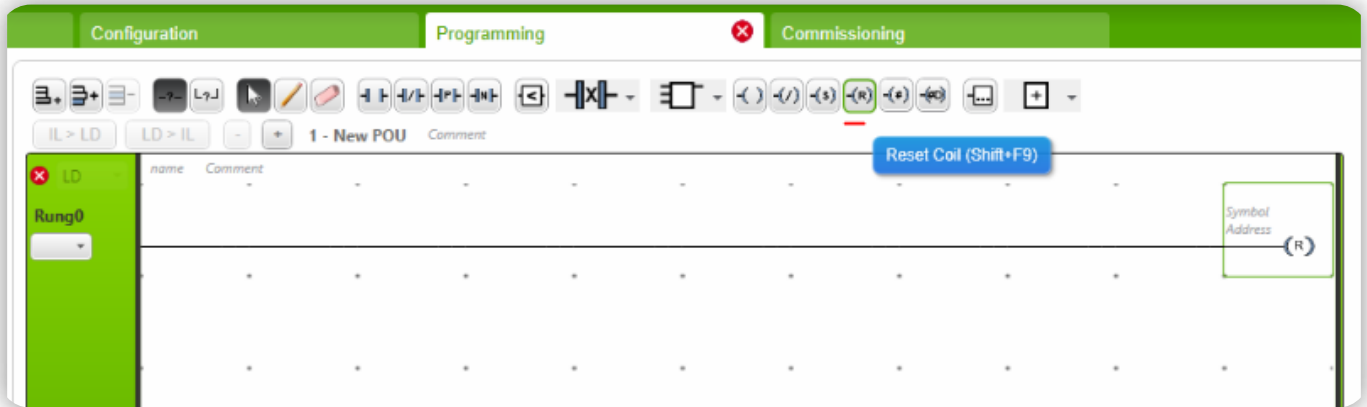 Configuration Programming Commissioning
IL > LD LD > IL - + 1 - New POU Comment
Reset Coil (Shift+F9)
LD name Comment
Rung0
Symbol
Address
(R)